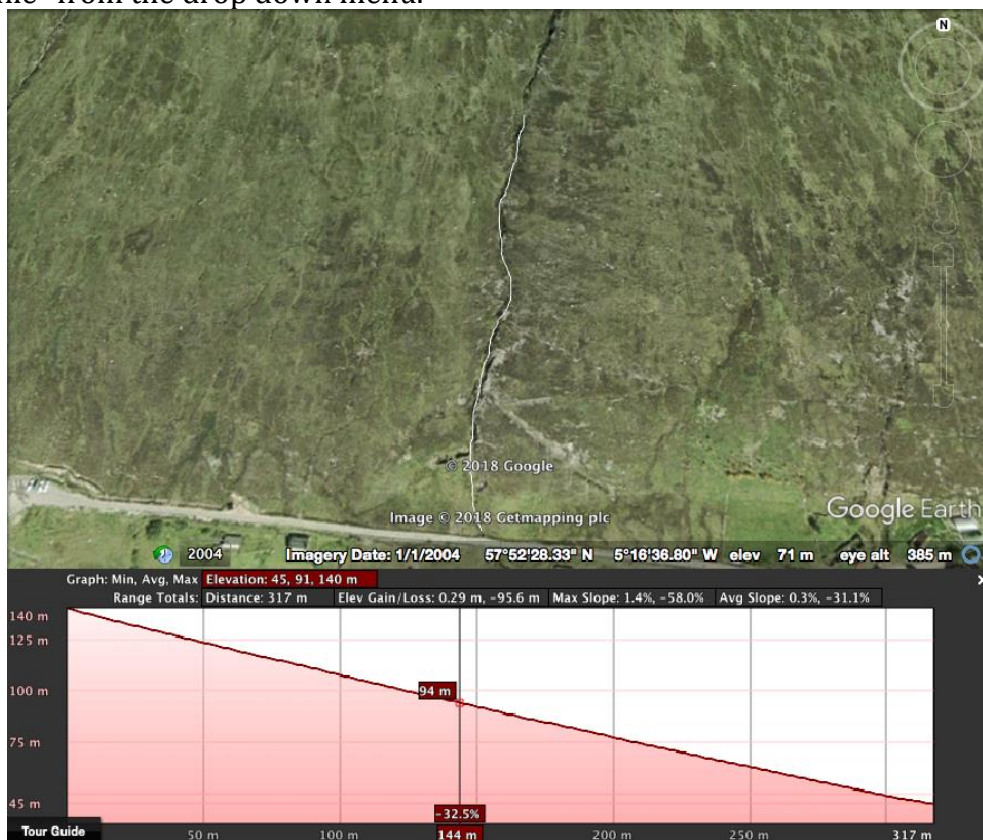 from the drop down menu.
N
© 2018 Google
Image © 2018 Getmapping plc
Google Earth
2004 Imagery Date: 1/1/2004 57°52'28.33" N 5°16'36.80" W elev 71 m eye alt 385 m
Graph: Min, Avg, Max Elevation: 45, 91, 140 m
Range Totals: Distance: 317 m Elev Gain/Loss: 0.29 m, -95.6 m Max Slope: 1.4%, -58.0% Avg Slope: 0.3%, -31.1%
140 m
125 m
100 m
94 m
75 m
45 m
-32.5%
Tour Guide 50 m 100 m 144 m 200 m 250 m 317 m